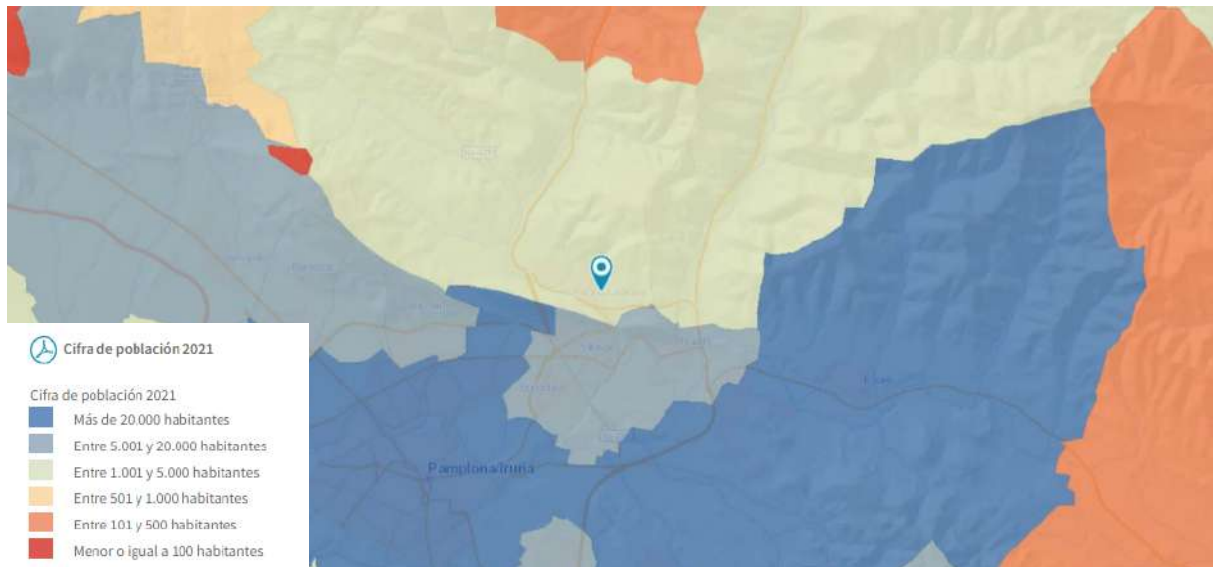 Pamplona/Iruña
Cifra de población 2021
Cifra de población 2021
Más de 20.000 habitantes
Entre 5.001 y 20.000 habitantes
Entre 1.001 y 5.000 habitantes
Entre 501 y 1.000 habitantes
Entre 101 y 500 habitantes
Menor o igual a 100 habitantes